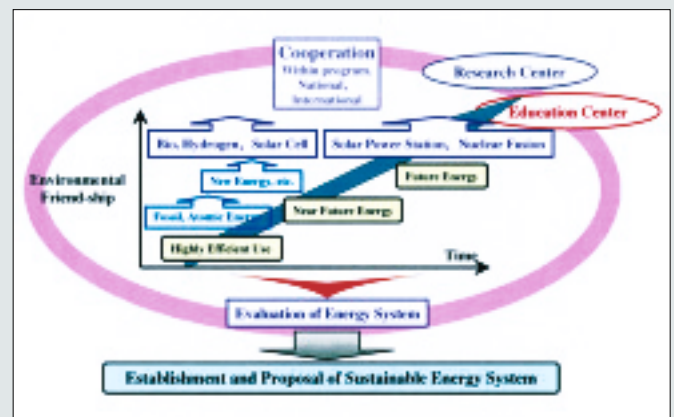 Cooperation
Within program,
National,
International
Research Center
Education Center
Bio, Hydrogen, Solar Cell
Solar Power Station, Nuclear Fusion
Environmental
Friend-ship
New Energy, etc.
Future Energy
Fossil, Atomic Energy
Near Future Energy
Highly Efficient Use
Time
Evaluation of Energy System
Establishment and Proposal of Sustainable Energy System